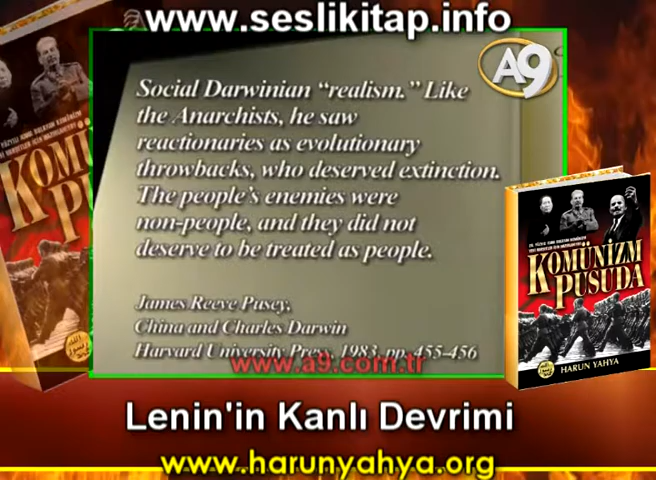 www.seslikitap.info
A9
Social Darwinian “realism.” Like
the Anarchists, he saw
reactionaries as evolutionary
throwbacks, who deserved extinction.
The people's enemies were
non-people, and they did not
deserve to be treated as people.
James Reeve Pusey,
China and Charles Darwin
Harvard University Press, 1983, pp. 455-456
www.a9.com.tr
KOMÜNİZM
PUSUDA
HARUN YAHYA
Lenin'in Kanlı Devrimi
www.harunyahya.org